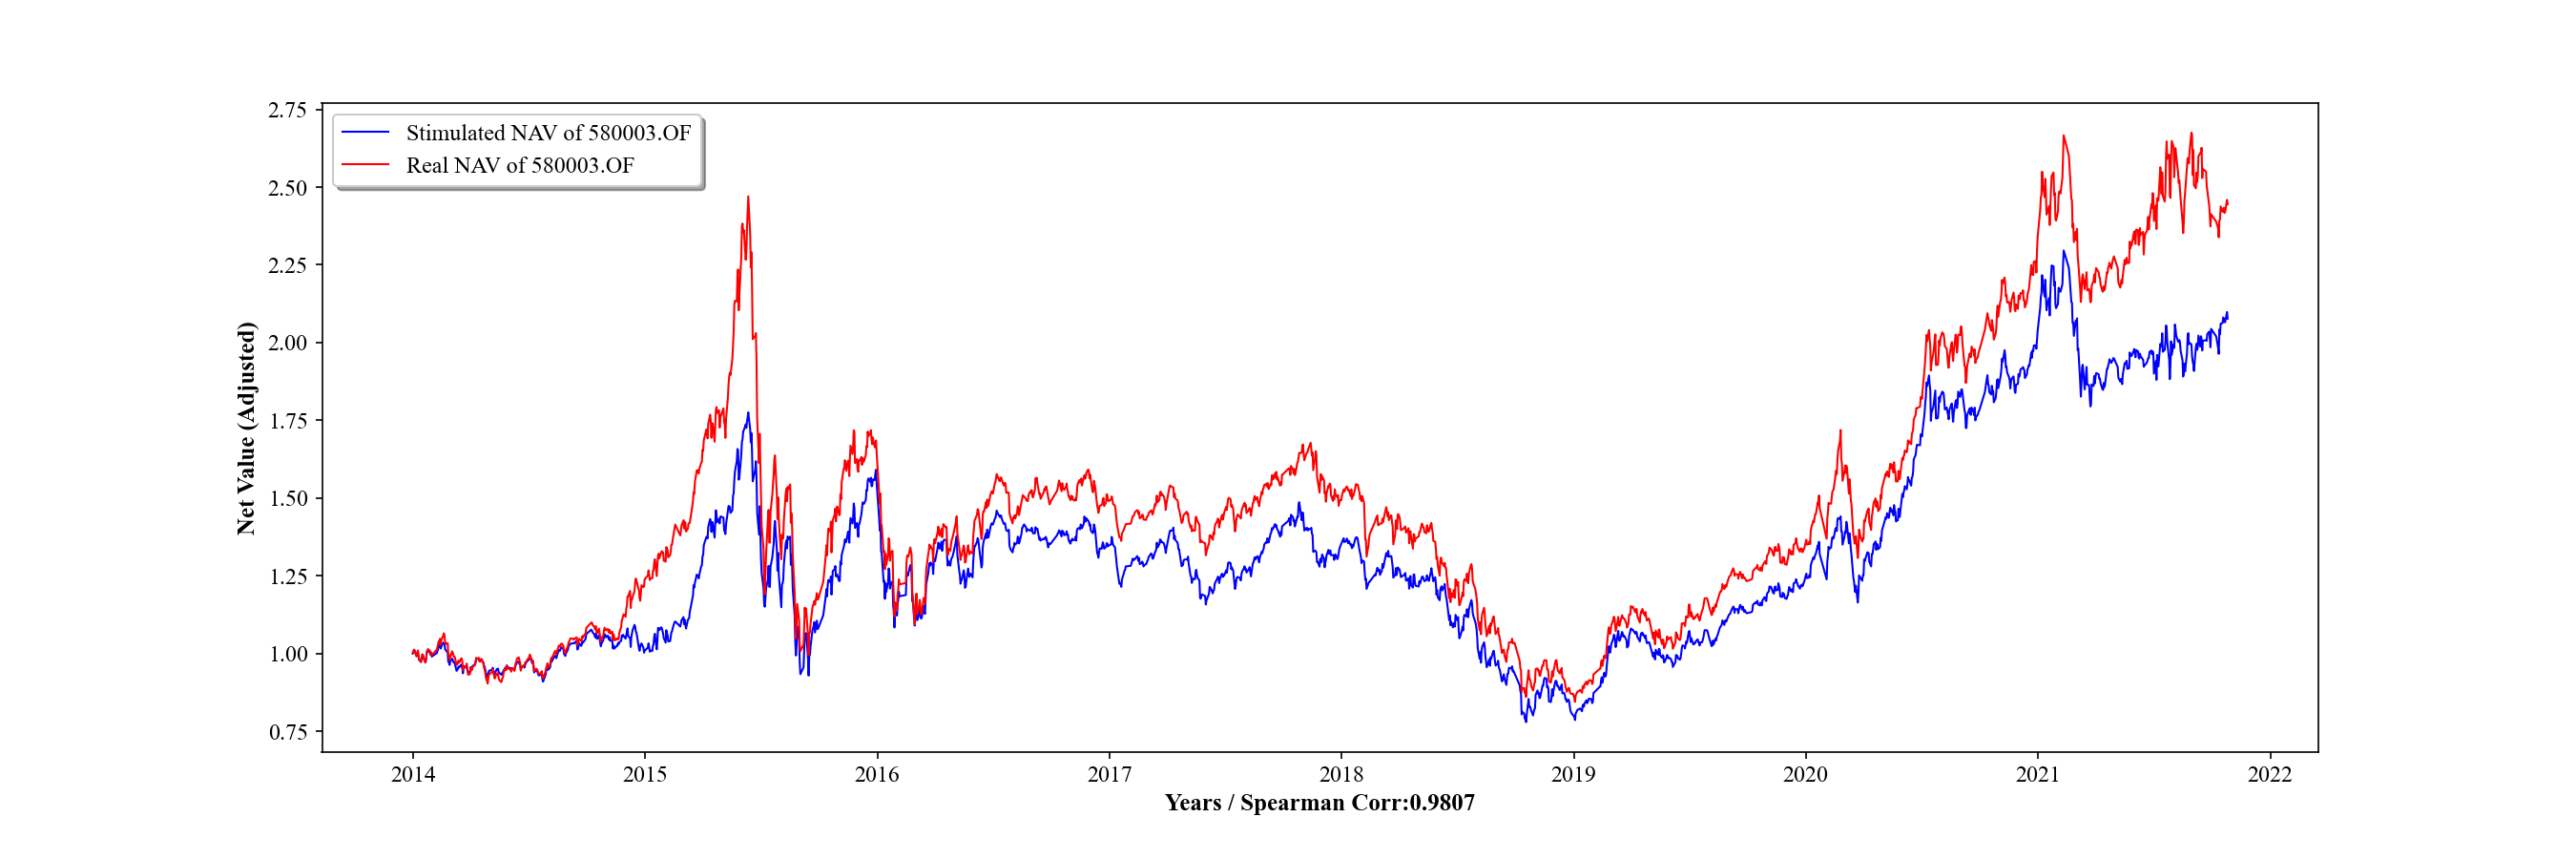 Stimulated NAV of 580003.OF
Real NAV of 580003.OF
Net Value (Adjusted)
2.75
2.50
2.25
2.00
1.75
1.50
1.25
1.00
0.75
2014 2015 2016 2017 2018 2019 2020 2021 2022
Years / Spearman Corr:0.9807